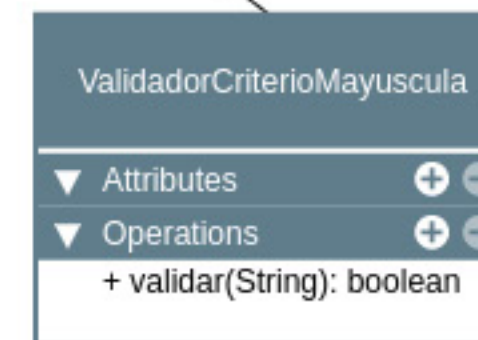 ValidadorCriterioMayuscula
Attributes
Operations
+ validar(String): boolean